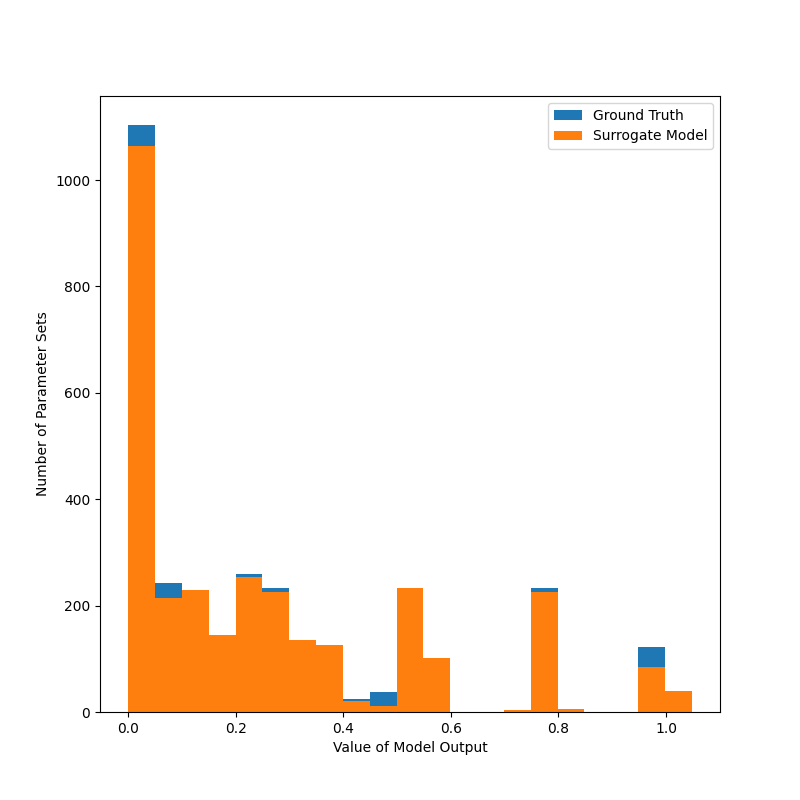 Ground Truth
Surrogate Model
1000
800
600
400
200
0
Number of Parameter Sets
0.0 0.2 0.4 0.6 0.8 1.0
Value of Model Output